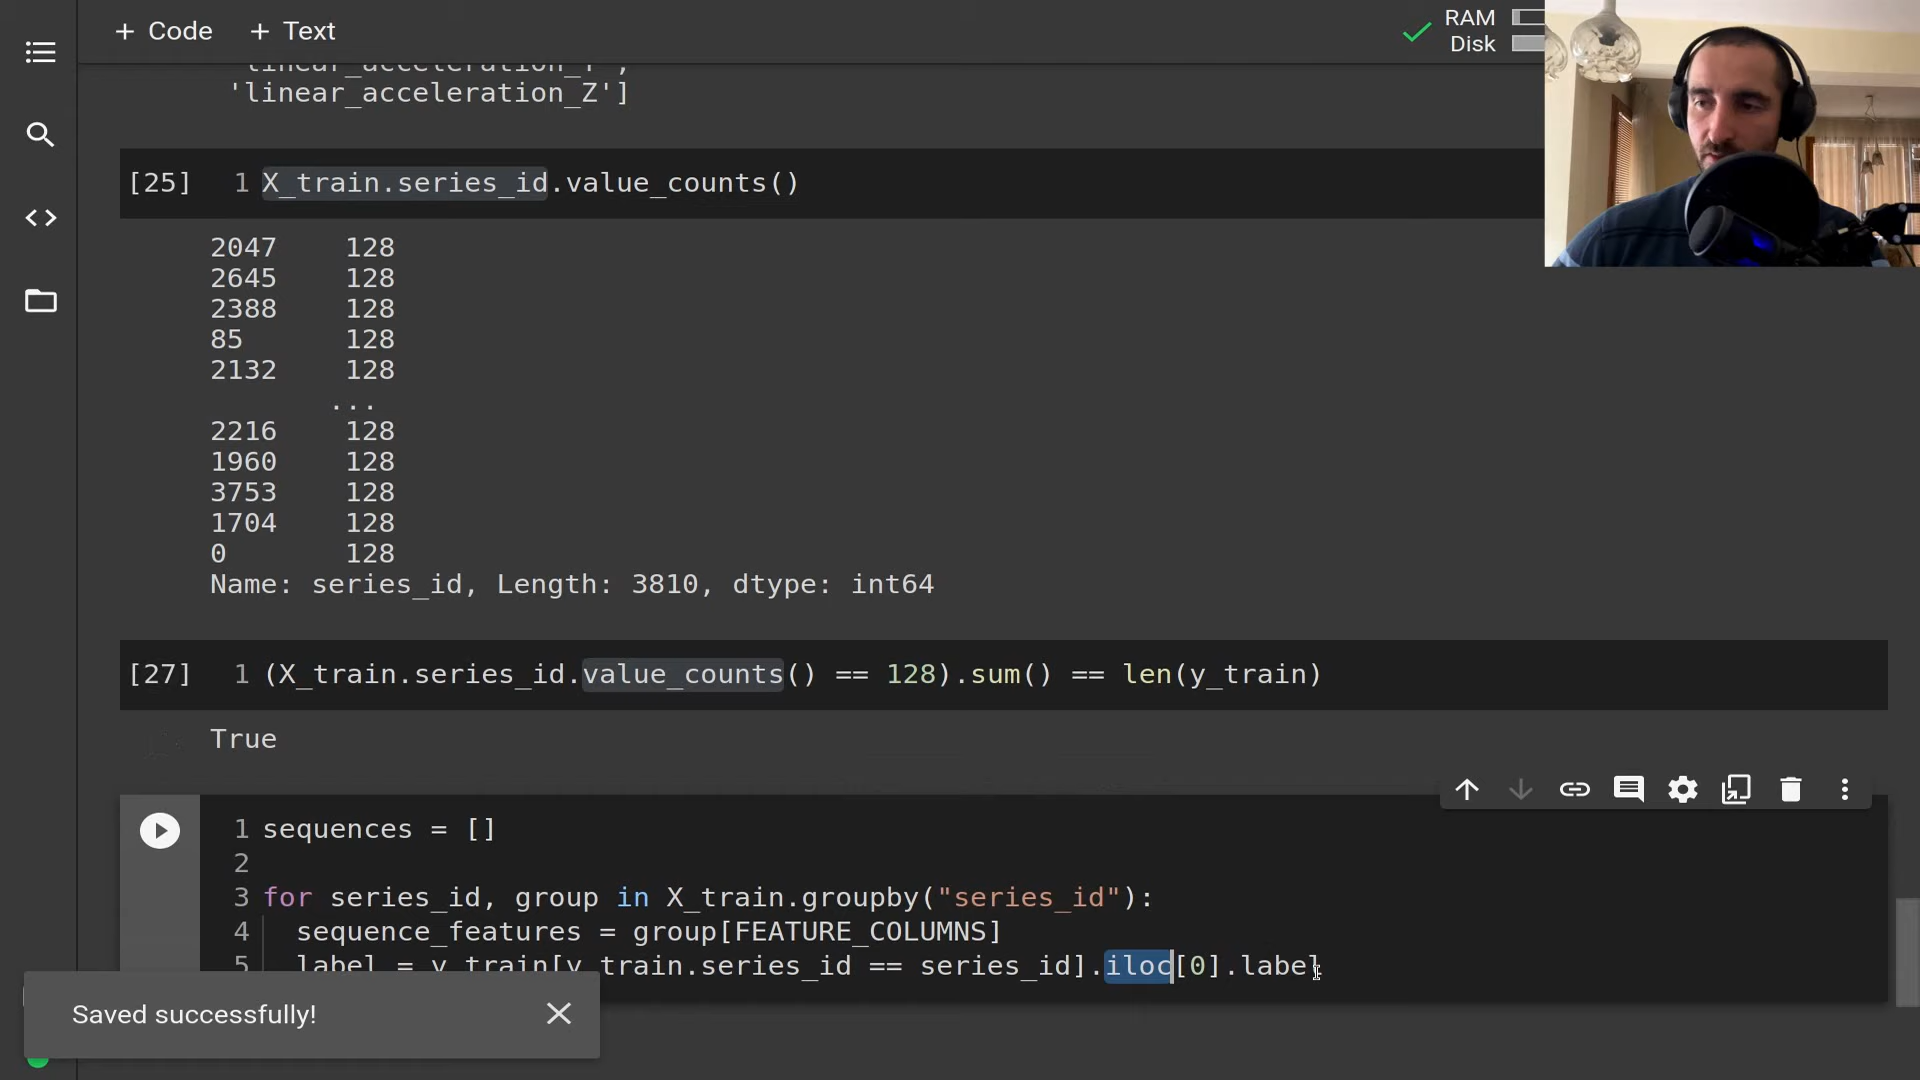 + Code + Text
RAM
Disk
'linear_acceleration_Y',
'linear_acceleration_Z']
[25] 1 X_train.series_id.value_counts()
2047 128
2645 128
2388 128
85 128
2132 128
...
2216 128
1960 128
3753 128
1704 128
0 128
Name: series_id, Length: 3810, dtype: int64
[27] 1 (X_train.series_id.value_counts() == 128).sum() == len(y_train)
True
1 sequences = []
2
3 for series_id, group in X_train.groupby("series_id"):
4 sequence_features = group[FEATURE_COLUMNS]
5 label = y_train[y_train.series_id == series_id].iloc[0].label
Saved successfully!